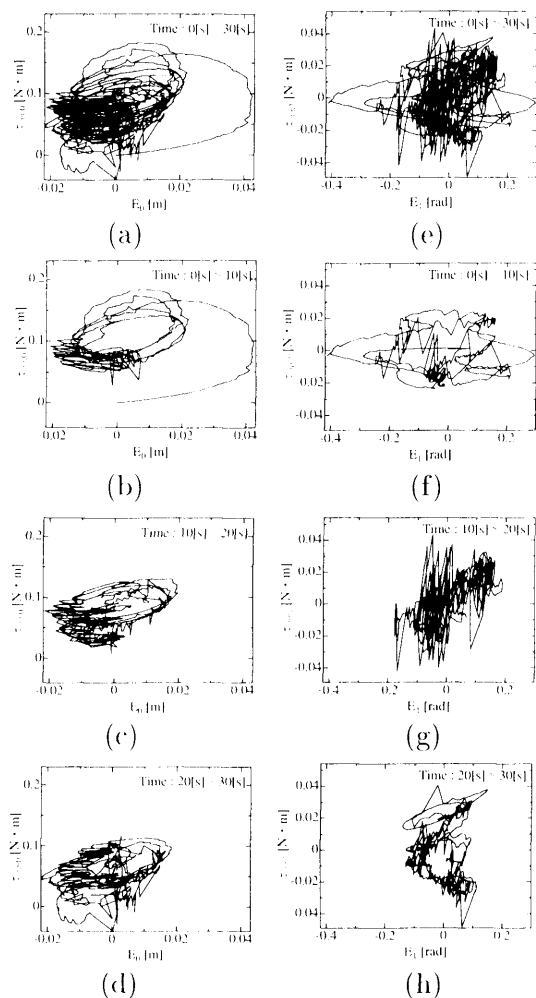 0.2
Time : 0[s] ~ 30[s]
[N·m]
0.1
0
-0.02 0 0.02 0.04
E₀ [m]
(a)
0.04
Time : 0[s] ~ 30[s]
0.02
[N·m]
0
-0.02
-0.04
-0.4 -0.2 0 0.2
[rad]
(e)
0.2
Time : 0[s] ~ 10[s]
[N·m]
0.1
0
-0.02 0 0.02 0.04
E₀ [m]
(b)
0.04
Time : 0[s] ~ 10[s]
0.02
[N·m]
0
-0.02
-0.04
-0.4 -0.2 0 0.2
E₁ [rad]
(f)
0.2
Time : 10[s] ~ 20[s]
[N·m]
0.1
0
-0.02 0 0.02 0.04
E₀ [m]
(c)
0.04
Time : 10[s] ~ 20[s]
0.02
[N·m]
0
-0.02
-0.04
-0.4 -0.2 0 0.2
[rad]
(g)
0.2
Time : 20[s] ~ 30[s]
[N·m]
0.1
0
-0.02 0 0.02 0.04
E₀ [m]
(d)
0.04
Time : 20[s] ~ 30[s]
0.02
[N·m]
0
-0.02
-0.04
-0.4 -0.2 0 0.2
E₁ [rad]
(h)